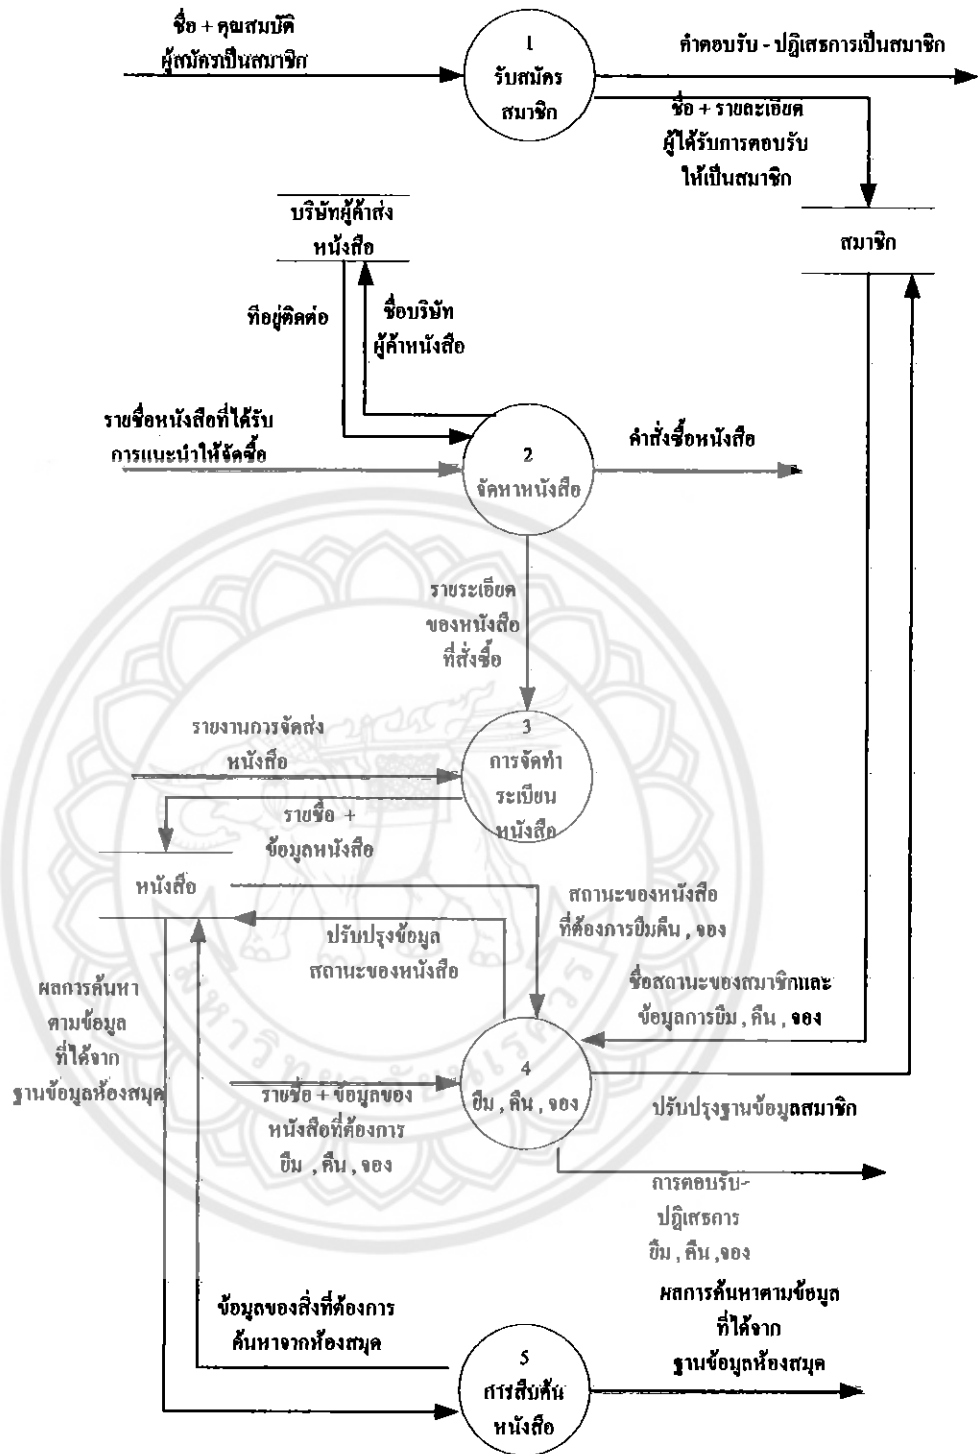 ชื่อ + คุณสมบัติ
ผู้สมัครเป็นสมาชิก
1
รับสมัคร
สมาชิก
คำตอบรับ - ปฏิเสธการเป็นสมาชิก
ชื่อ + รายละเอียด
ผู้ได้รับการตอบรับ
ให้เป็นสมาชิก
บริษัทผู้ค้าส่ง
หนังสือ
สมาชิก
ที่อยู่ติดต่อ
ชื่อบริษัท
ผู้ค้าหนังสือ
รายชื่อหนังสือที่ได้รับ
การแนะนำให้จัดซื้อ
2
จัดหาหนังสือ
คำสั่งซื้อหนังสือ
รายระเอียด
ของหนังสือ
ที่สั่งซื้อ
รายงานการจัดส่ง
หนังสือ
3
การจัดทำ
ระเบียน
หนังสือ
รายชื่อ +
ข้อมูลหนังสือ
หนังสือ
สถานะของหนังสือ
ที่ต้องการยืมคืน , จอง
ปรับปรุงข้อมูล
สถานะของหนังสือ
ผลการค้นหา
ตามข้อมูล
ที่ได้จาก
ฐานข้อมูลห้องสมุด
ชื่อสถานะของสมาชิกและ
ข้อมูลการยืม , คืน , จอง
4
ยืม , คืน , จอง
รายชื่อ + ข้อมูลของ
หนังสือที่ต้องการ
ยืม , คืน , จอง
ปรับปรุงฐานข้อมูลสมาชิก
การตอบรับ-
ปฏิเสธการ
ยืม , คืน ,จอง
ข้อมูลของสิ่งที่ต้องการ
ค้นหาจากห้องสมุด
5
การสืบค้น
หนังสือ
ผลการค้นหาตามข้อมูล
ที่ได้จาก
ฐานข้อมูลห้องสมุด
มหาวิทยาลัยนเรศวร